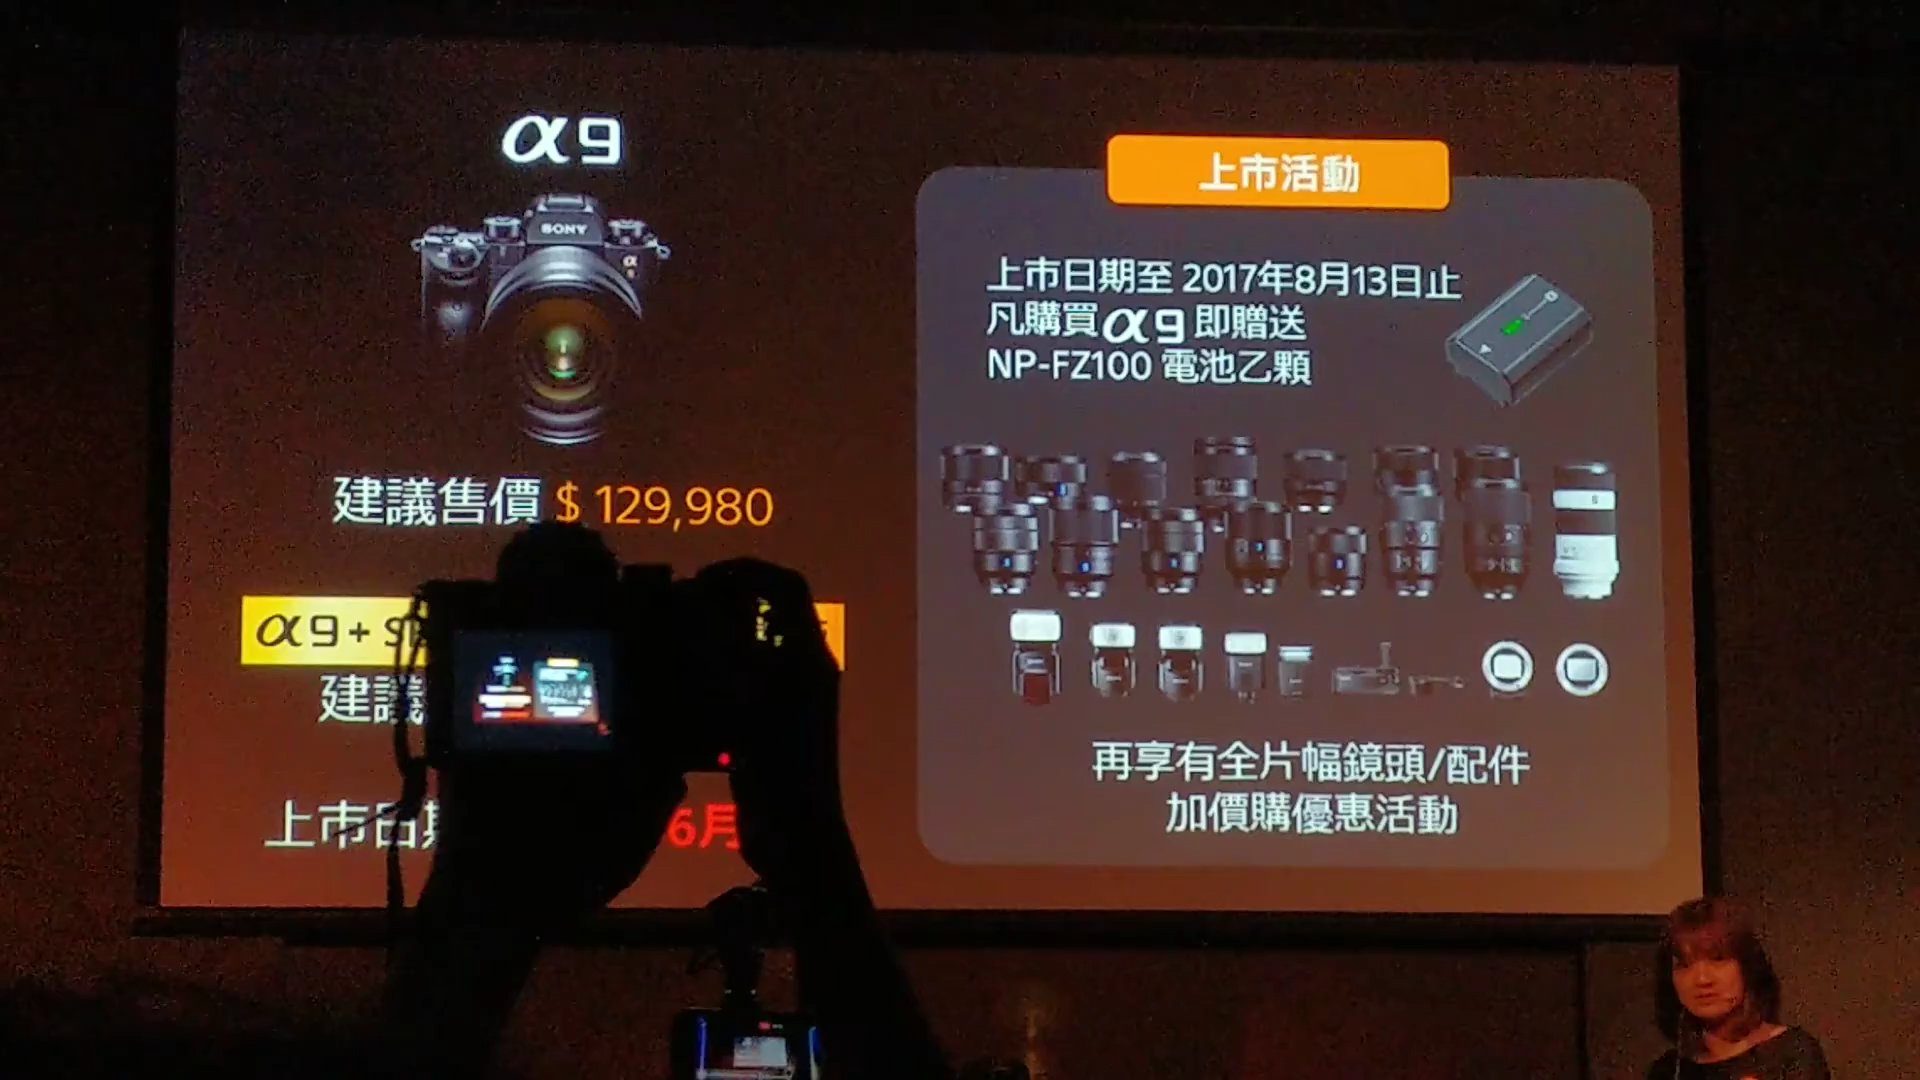 α9
SONY
α
建議售價 $ 129,980
α9+
建議
上市日期
6月
上市活動
上市日期至 2017年8月13日止
凡購買α9 即贈送
NP-FZ100 電池乙顆
再享有全片幅鏡頭/配件
加價購優惠活動